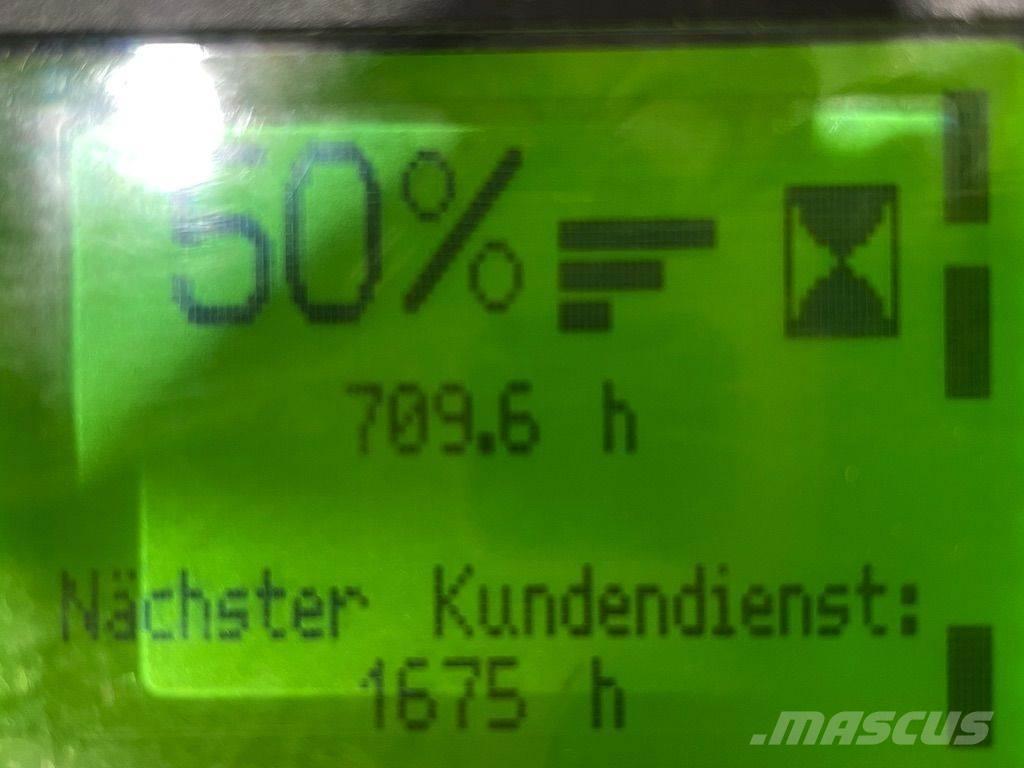 50%
709.6 h
Nächster Kundendienst:
1675 h
.MASCUS